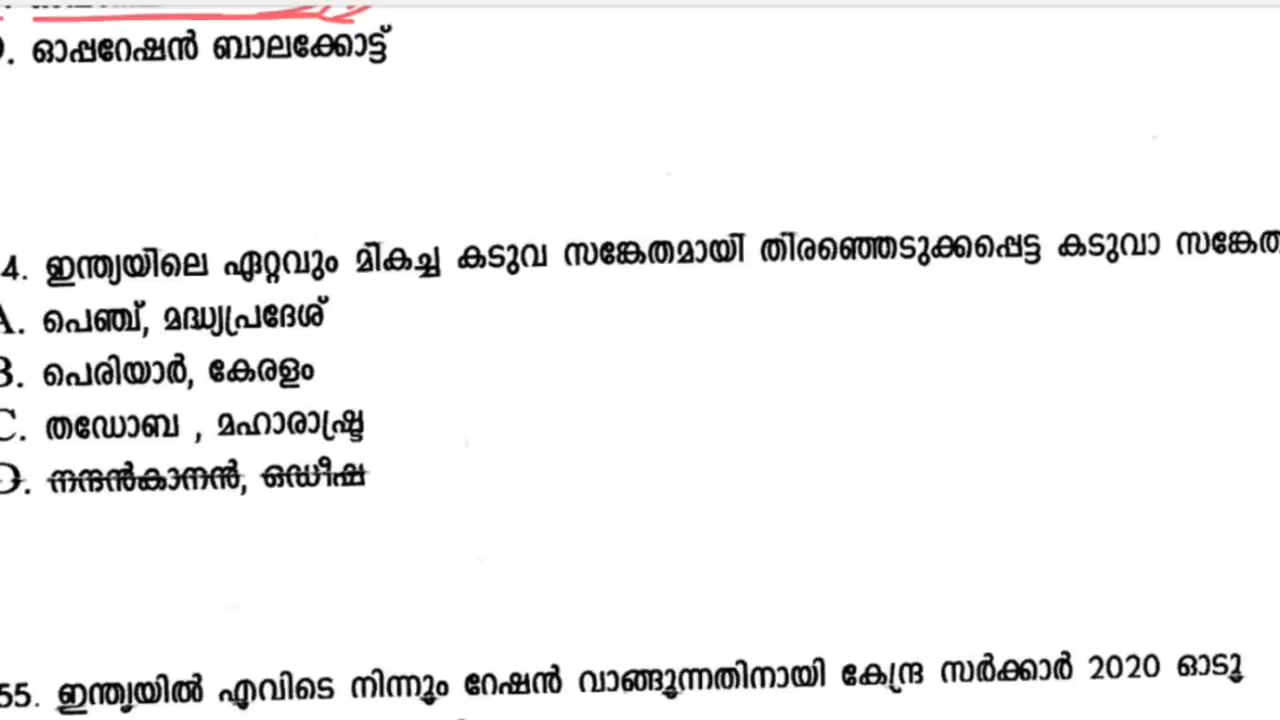 . ഓപ്പറേഷൻ ബാലക്കോട്ട്
4. ഇന്ത്യയിലെ ഏറ്റവും മികച്ച കടുവ സങ്കേതമായി തിരഞ്ഞെടുക്കപ്പെട്ട കടുവാ സങ്കേത
A. പെഞ്ച്, മദ്ധ്യപ്രദേശ്
B. പെരിയാർ, കേരളം
C. തഡോബ , മഹാരാഷ്ട്ര
D. നന്ദൻകാനൻ, ഒഡീഷ
55. ഇന്ത്യയിൽ എവിടെ നിന്നും റേഷൻ വാങ്ങുന്നതിനായി കേന്ദ്ര സർക്കാർ 2020 ഓടു